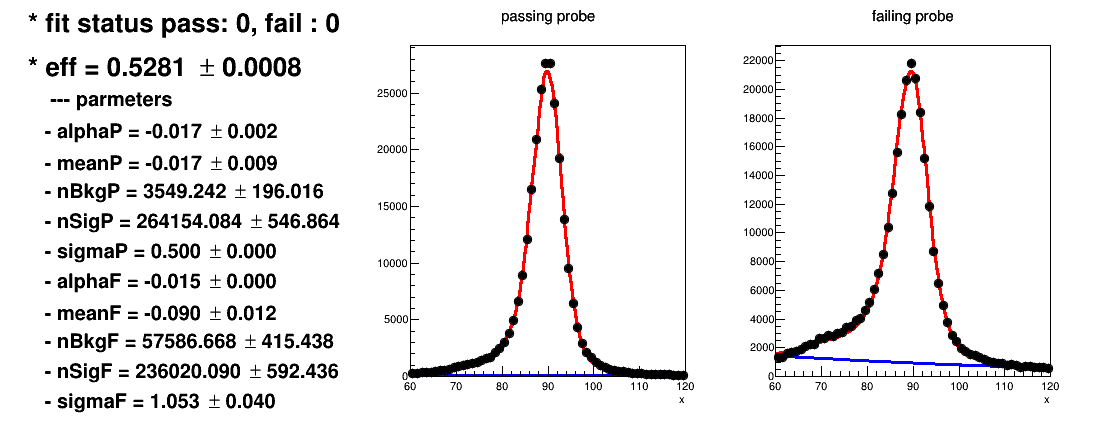 * fit status pass: 0, fail : 0
* eff = 0.5281 ± 0.0008
--- parmeters
- alphaP = -0.017 ± 0.002
- meanP = -0.017 ± 0.009
- nBkgP = 3549.242 ± 196.016
- nSigP = 264154.084 ± 546.864
- sigmaP = 0.500 ± 0.000
- alphaF = -0.015 ± 0.000
- meanF = -0.090 ± 0.012
- nBkgF = 57586.668 ± 415.438
- nSigF = 236020.090 ± 592.436
- sigmaF = 1.053 ± 0.040
passing probe
25000
20000
15000
10000
5000
0
60 70 80 90 100 110 120
x
failing probe
22000
20000
18000
16000
14000
12000
10000
8000
6000
4000
2000
0
60 70 80 90 100 110 120
x